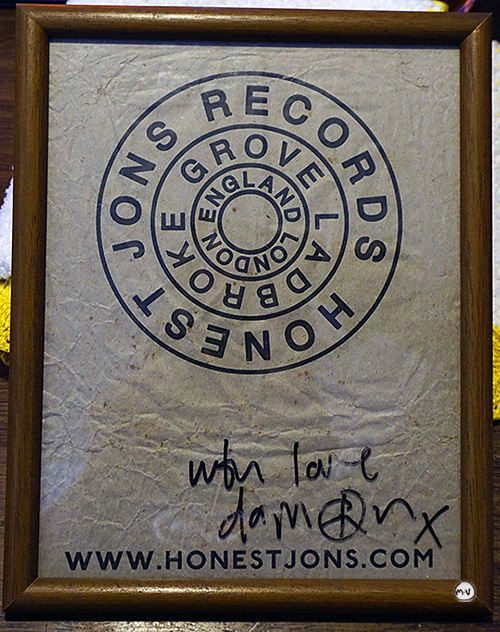 HONEST JONS RECORDS
LADBROKE GROVE
LONDON ENGLAND
with love
damon x
WWW.HONESTJONS.COM
M·V